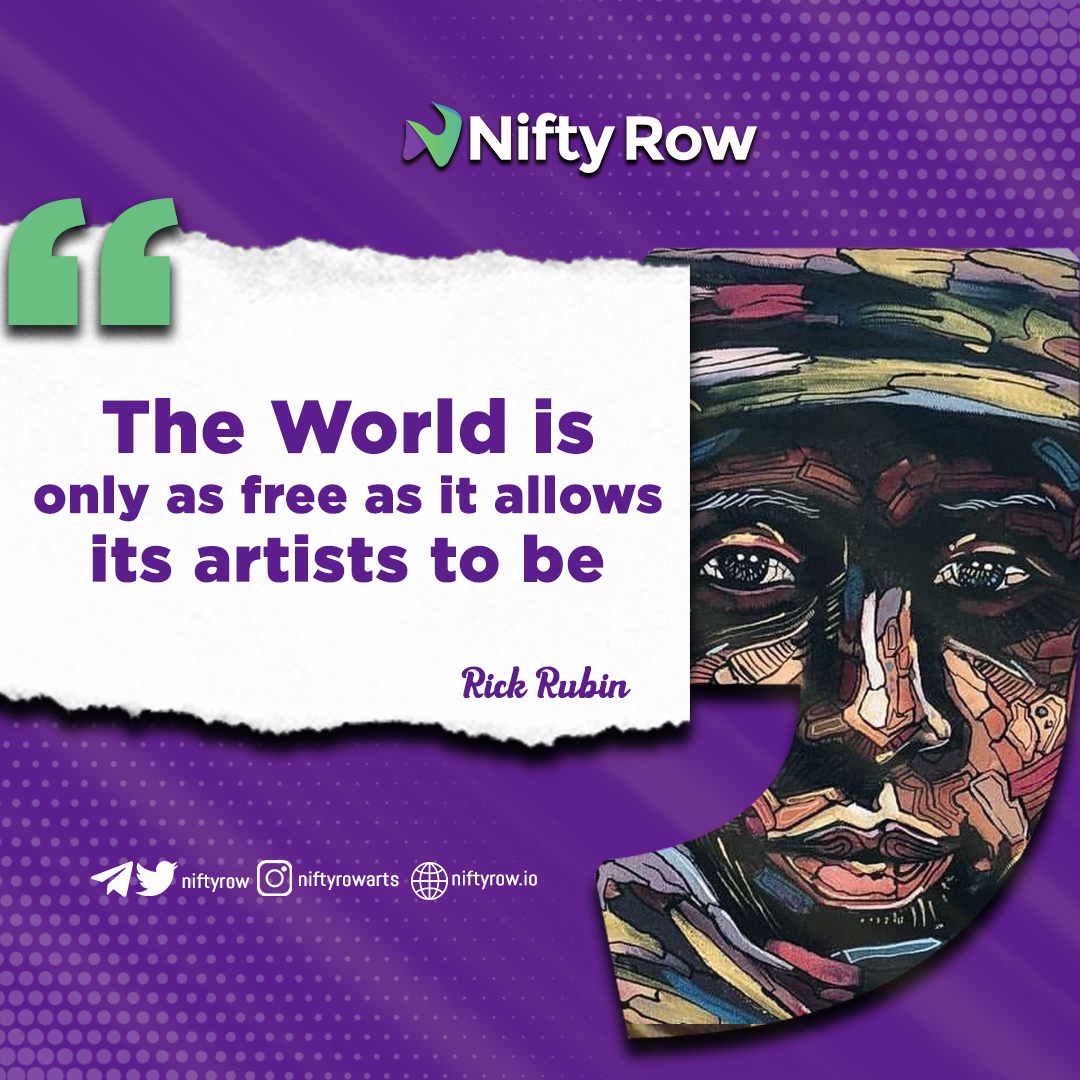 Nifty Row
“
The World is
only as free as it allows
its artists to be
Rick Rubin
niftyrow niftyrowarts niftyrow.io